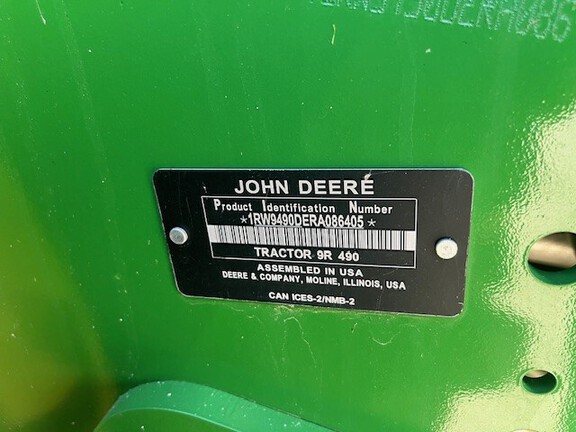 JOHN DEERE
Product Identification Number
*1RW9490DERA086405*
TRACTOR 9R 490
ASSEMBLED IN USA
DEERE & COMPANY, MOLINE, ILLINOIS, USA
CAN ICES-2/NMB-2